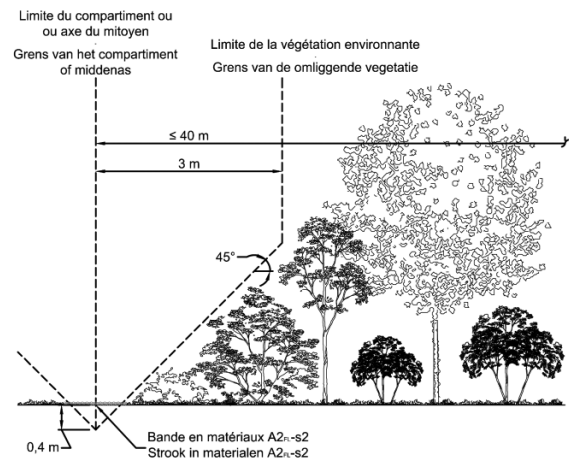 Limite du compartiment ou
ou axe du mitoyen
Grens van het compartiment
of middenas
Limite de la végétation environnante
Grens van de omliggende vegetatie
≤ 40 m
3 m
45°
0,4 m
Bande en matériaux A2FL-s2
Strook in materialen A2FL-s2